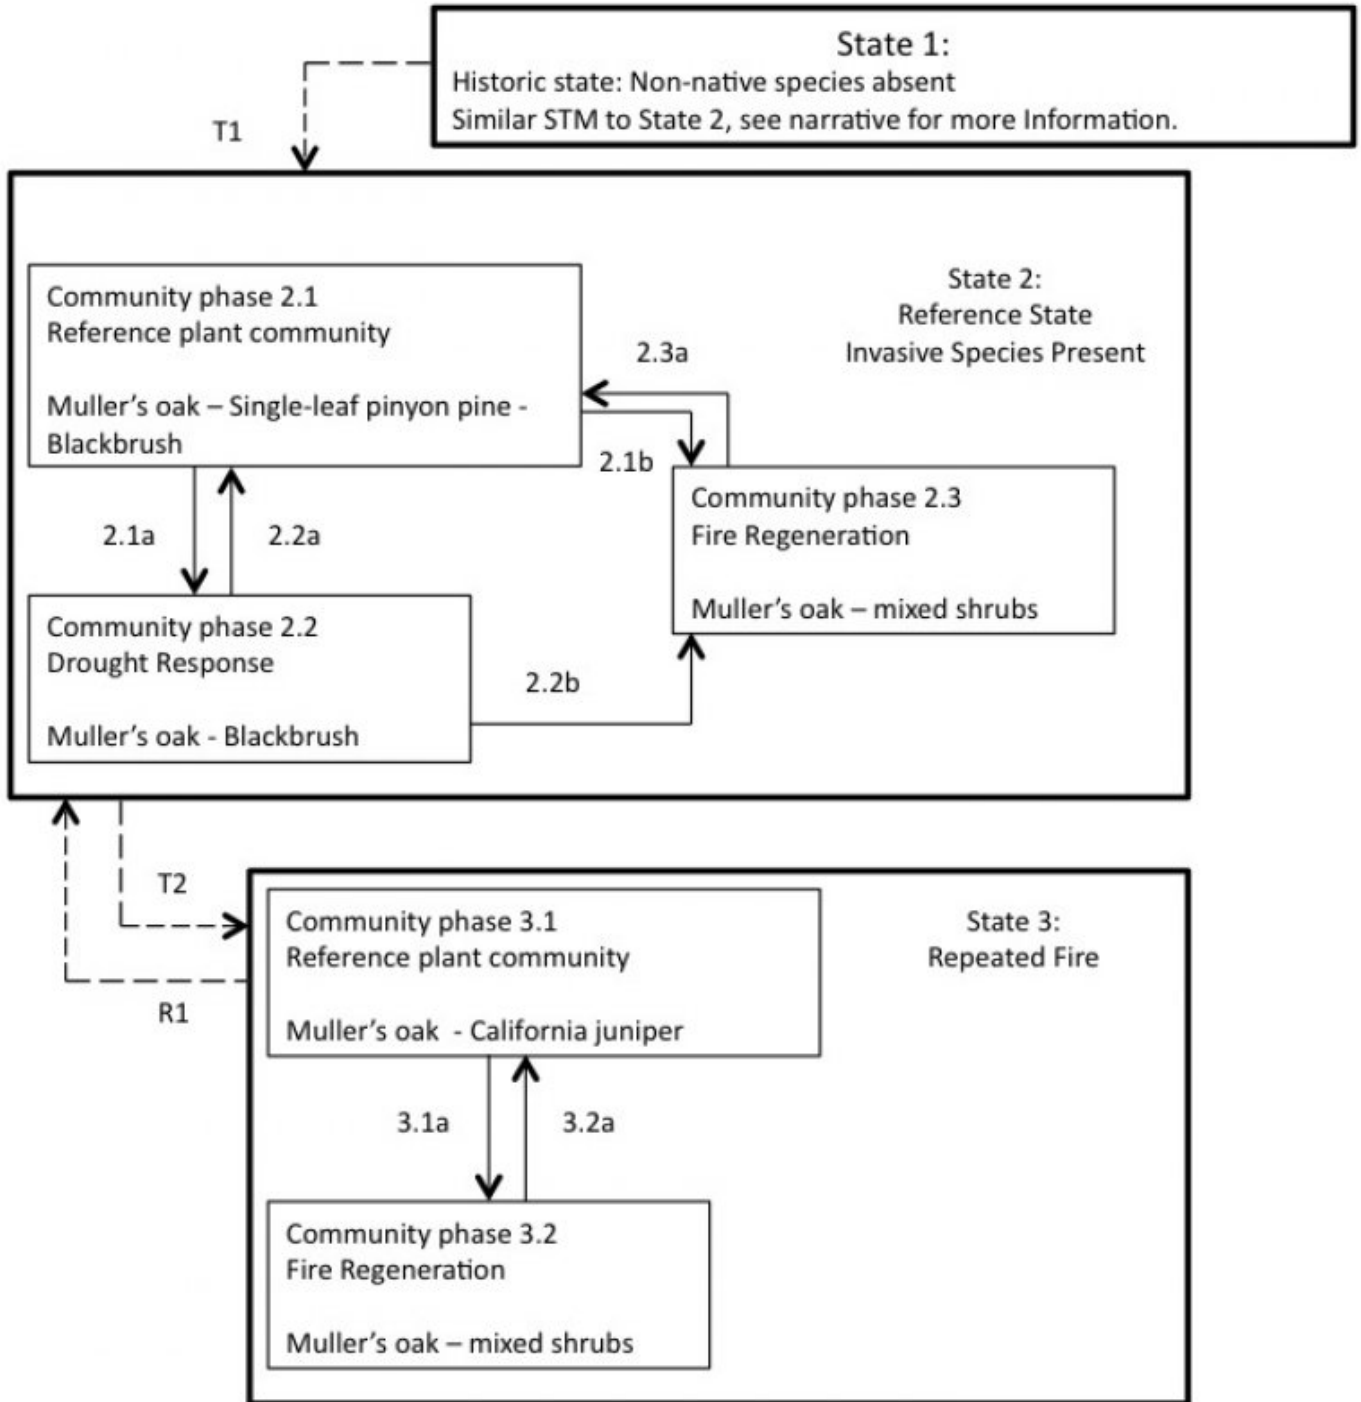 State 1:
Historic state: Non-native species absent
Similar STM to State 2, see narrative for more Information.
T1
Community phase 2.1
Reference plant community
Muller’s oak – Single-leaf pinyon pine -
Blackbrush
State 2:
Reference State
Invasive Species Present
2.3a
2.1b
2.1a
2.2a
Community phase 2.3
Fire Regeneration
Muller’s oak – mixed shrubs
Community phase 2.2
Drought Response
Muller’s oak - Blackbrush
2.2b
T2
R1
Community phase 3.1
Reference plant community
Muller’s oak  - California juniper
State 3:
Repeated Fire
3.1a
3.2a
Community phase 3.2
Fire Regeneration
Muller’s oak – mixed shrubs